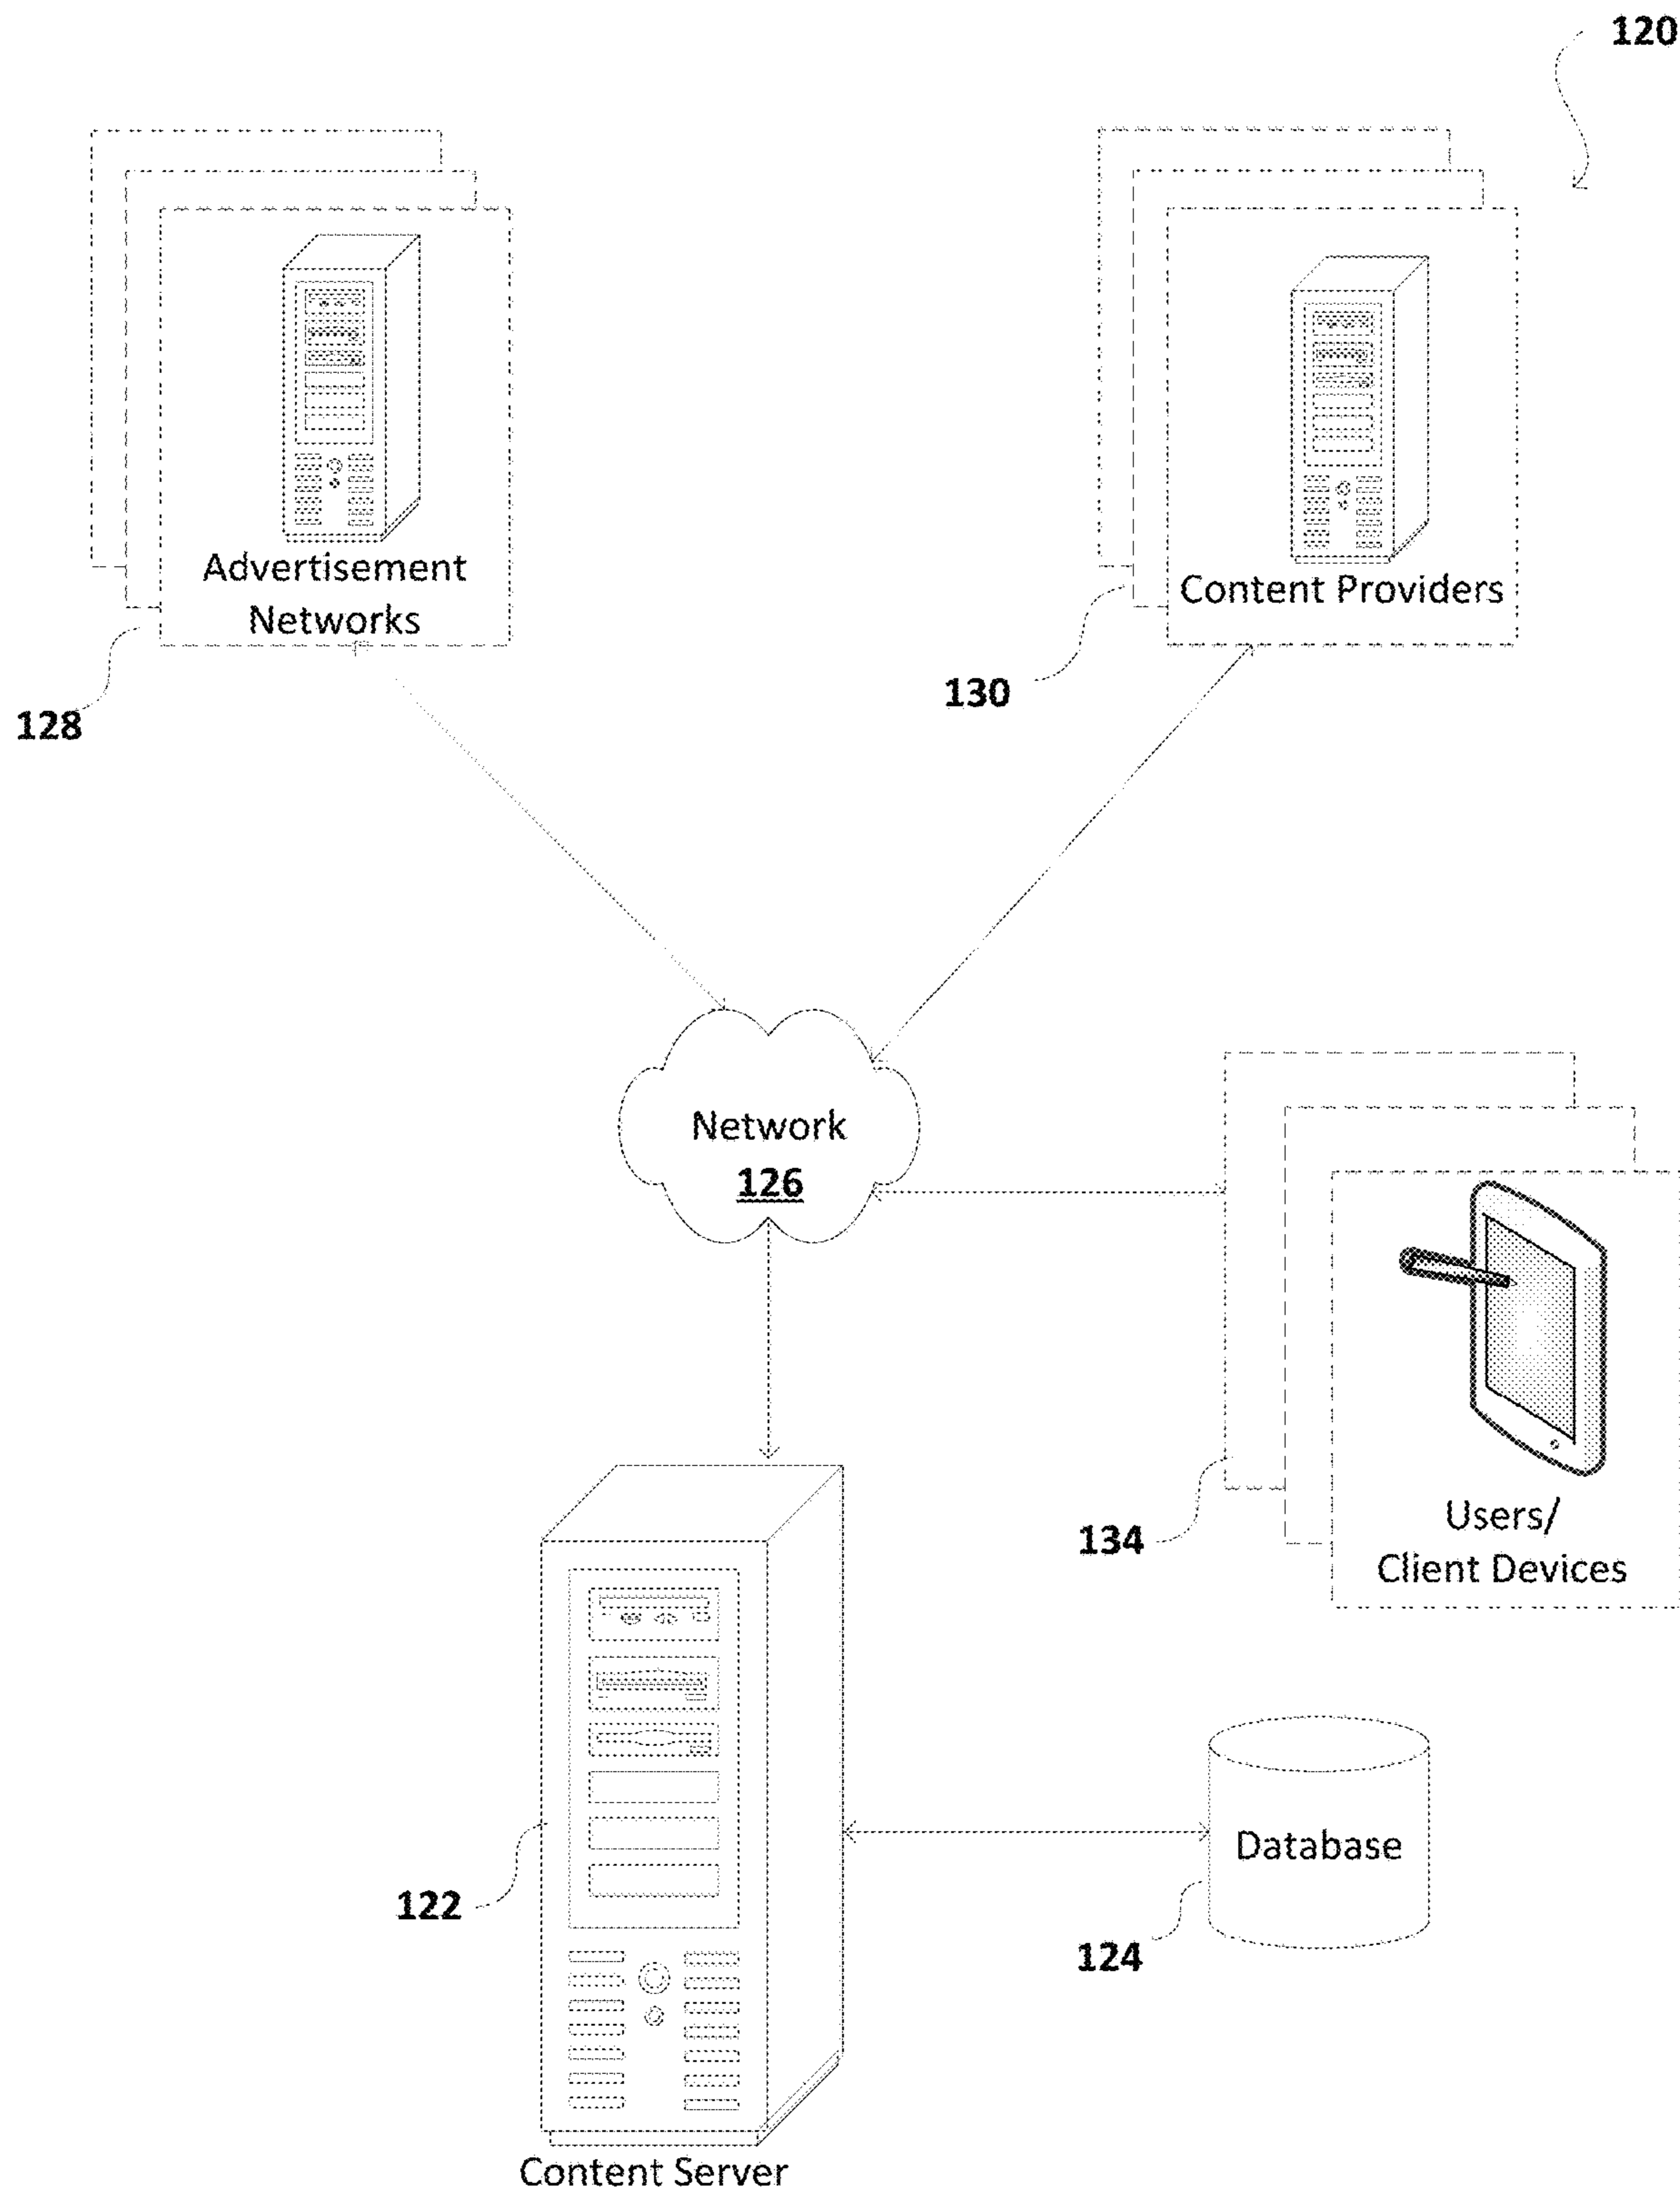 120
Advertisement
Networks
128
Content Providers
130
Network
126
Users/
Client Devices
134
122
Database
124
Content Server